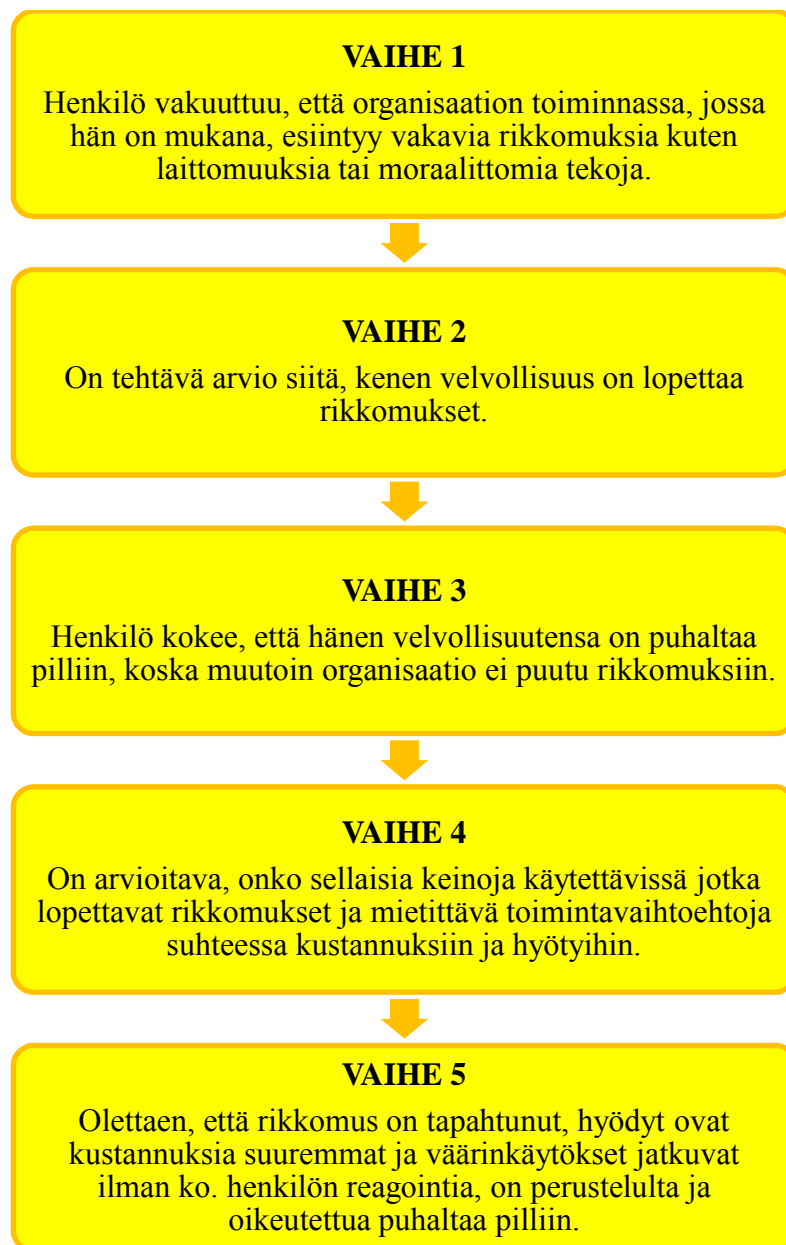 VAIHE 1
Henkilö vakuuttuu, että organisaation toiminnassa, jossa
hän on mukana, esiintyy vakavia rikkomuksia kuten
laittomuuksia tai moraalittomia tekoja.
VAIHE 2
On tehtävä arvio siitä, kenen velvollisuus on lopettaa
rikkomukset.
VAIHE 3
Henkilö kokee, että hänen velvollisuutensa on puhaltaa
pilliin, koska muutoin organisaatio ei puutu rikkomuksiin.
VAIHE 4
On arvioitava, onko sellaisia keinoja käytettävissä jotka
lopettavat rikkomukset ja mietittävä toimintavaihtoehtoja
suhteessa kustannuksiin ja hyötyihin.
VAIHE 5
Olettaen, että rikkomus on tapahtunut, hyödyt ovat
kustannuksia suuremmat ja väärinkäytökset jatkuvat
ilman ko. henkilön reagointia, on perustelulta ja
oikeutettua puhaltaa pilliin.